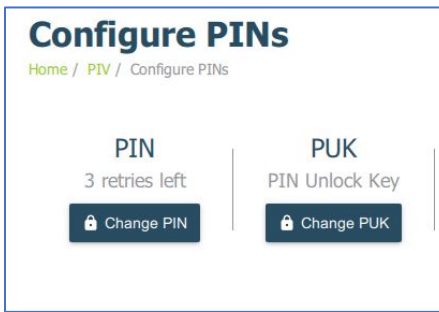 Configure PINs
Home / PIV / Configure PINs
PIN
3 retries left
Change PIN
PUK
PIN Unlock Key
Change PUK